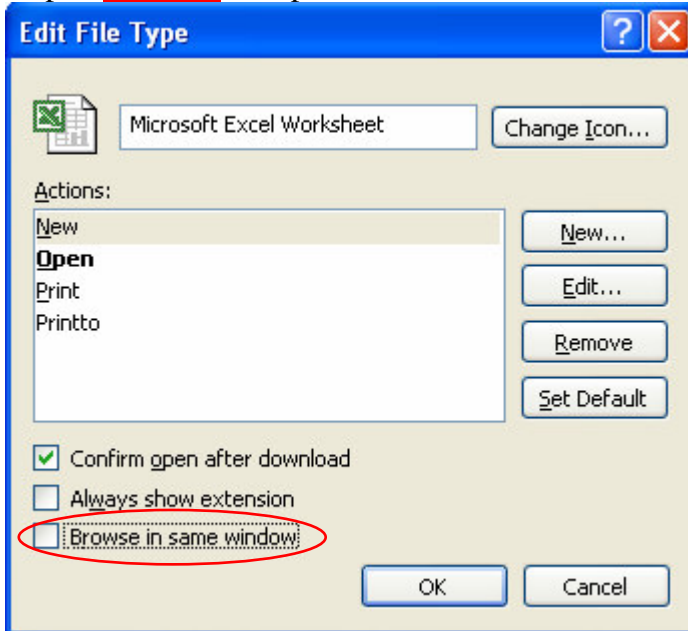 Edit File Type
Microsoft Excel Worksheet
Change Icon...
Actions:
New
Open
Print
Printto
New...
Edit...
Remove
Set Default
Confirm open after download
Always show extension
Browse in same window
OK
Cancel